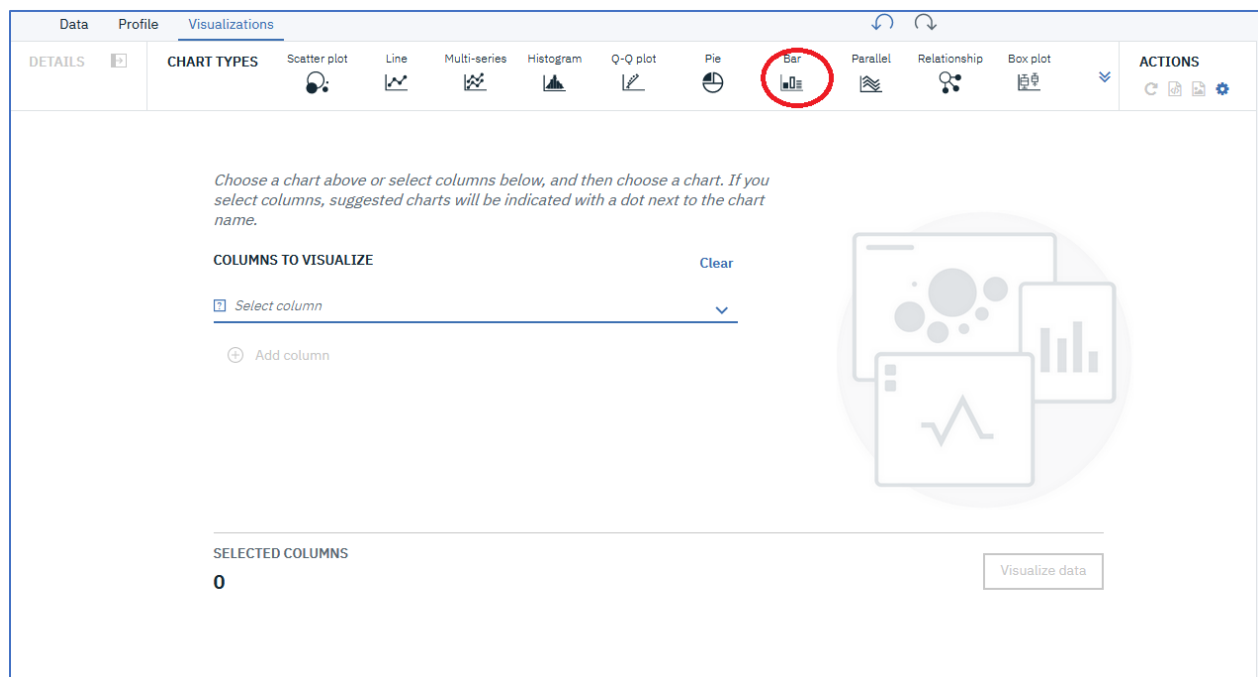 Data Profile Visualizations
DETAILS CHART TYPES Scatter plot Line Multi-series Histogram Q-Q plot Pie Bar Parallel Relationship Box plot ACTIONS
Choose a chart above or select columns below, and then choose a chart. If you
select columns, suggested charts will be indicated with a dot next to the chart
name.
COLUMNS TO VISUALIZE Clear
? Select column
Add column
SELECTED COLUMNS
0
Visualize data